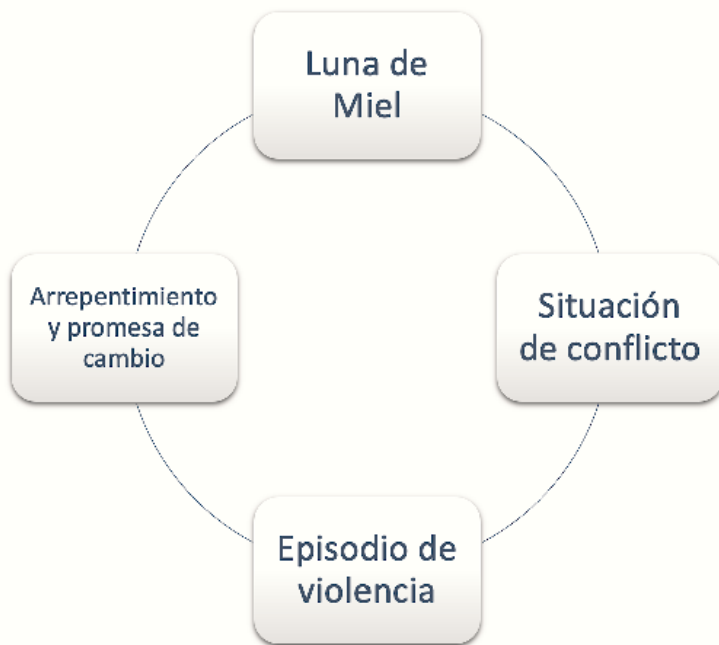 Luna de
Miel
Situación
de conflicto
Episodio de
violencia
Arrepentimiento
y promesa de
cambio